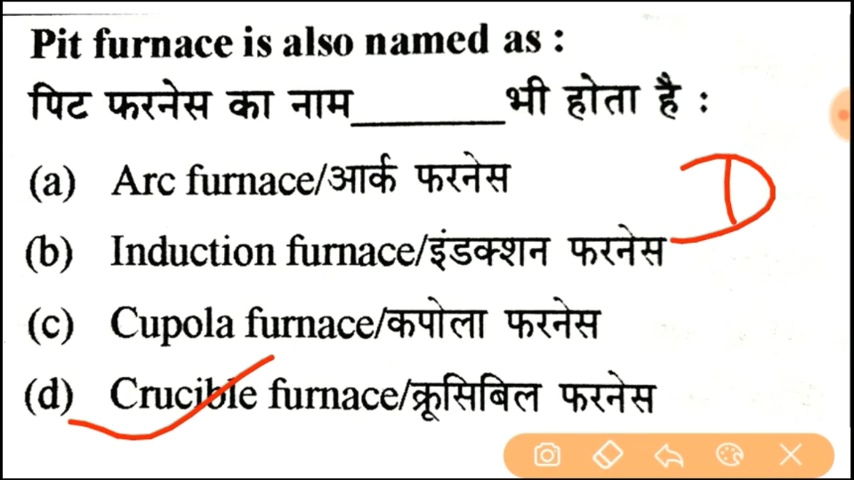 Pit furnace is also named as :
पिट फरनेस का नाम________भी होता है :
(a) Arc furnace/आर्क फरनेस
D
(b) Induction furnace/इंडक्शन फरनेस
(c) Cupola furnace/कपोला फरनेस
(d) Crucible furnace/क्रूसिबिल फरनेस